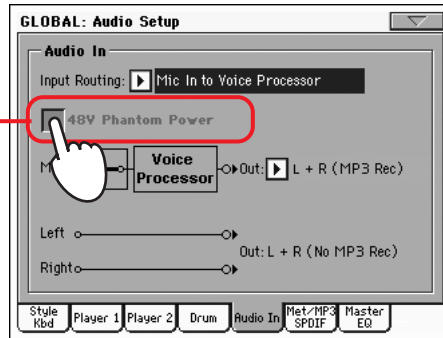 GLOBAL: Audio Setup
Audio In
Input Routing: Mic In to Voice Processor
48V Phantom Power
Voice Processor
Out: L + R (MP3 Rec)
Left
Out: L + R (No MP3 Rec)
Right
Style Kbd Player 1 Player 2 Drum Audio In Met/MP3 SPDIF Master EQ